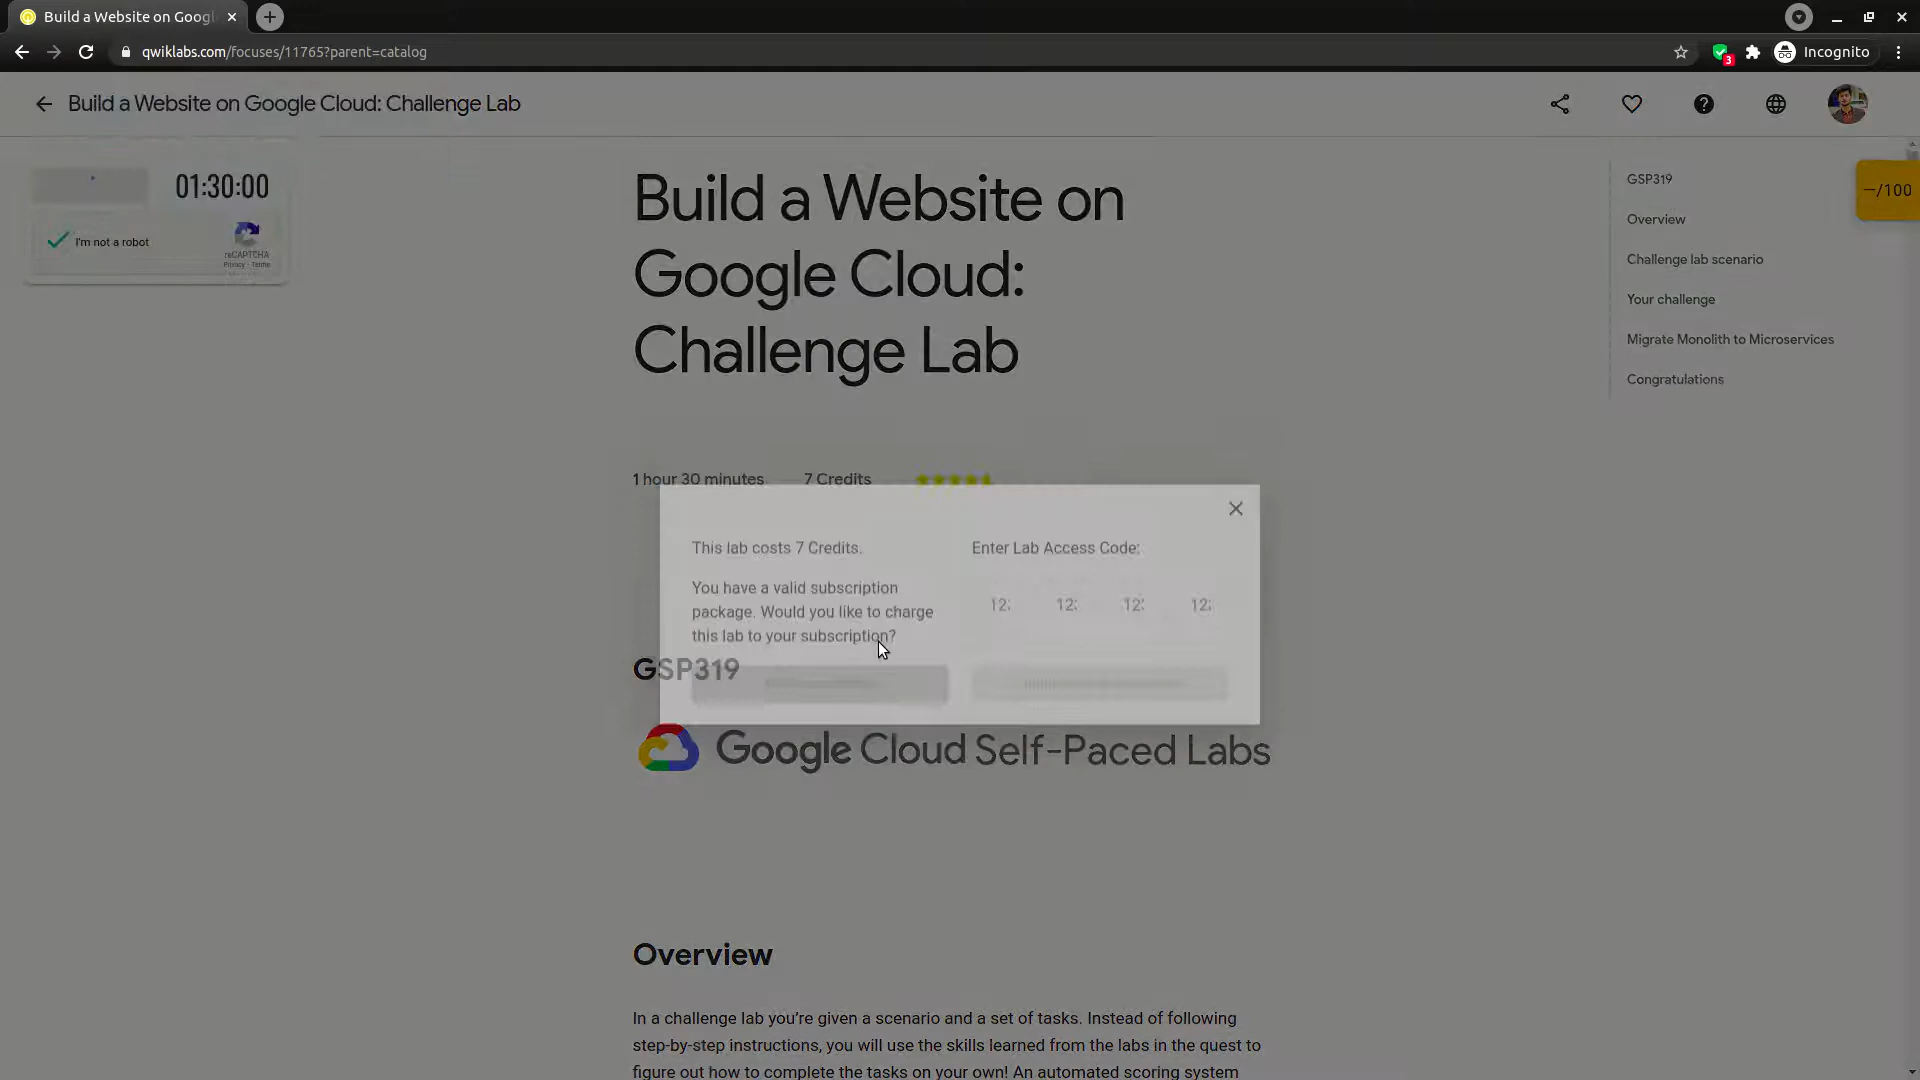 Build a Website on Googl
qwiklabs.com/focuses/11765?parent=catalog
3
Incognito
Build a Website on Google Cloud: Challenge Lab
01:30:00
I'm not a robot
reCAPTCHA
Privacy - Terms
Build a Website on
Google Cloud:
Challenge Lab
1 hour 30 minutes
7 Credits
This lab costs 7 Credits.
You have a valid subscription
package. Would you like to charge
this lab to your subscription?
Enter Lab Access Code:
GSP319
Google Cloud Self-Paced Labs
Overview
In a challenge lab you’re given a scenario and a set of tasks. Instead of following
step-by-step instructions, you will use the skills learned from the labs in the quest to
figure out how to complete the tasks on your own! An automated scoring system
GSP319
Overview
Challenge lab scenario
Your challenge
Migrate Monolith to Microservices
Congratulations
—/100